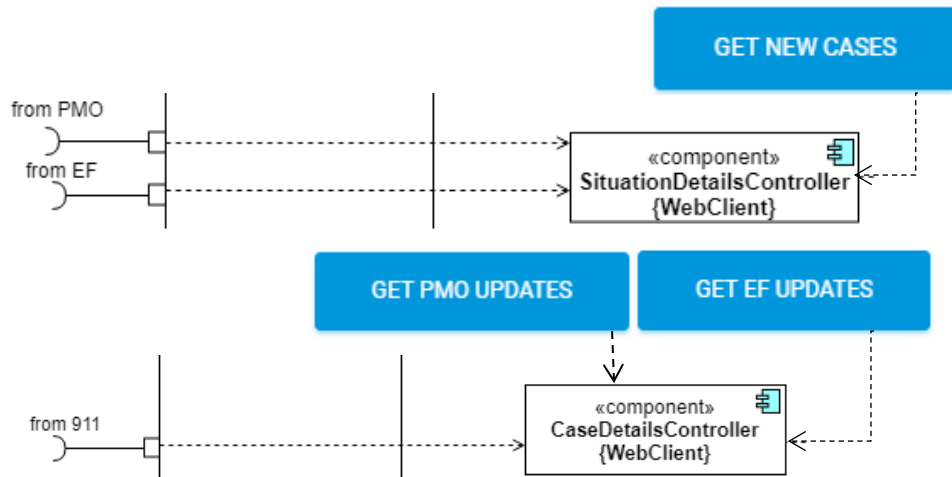 GET NEW CASES
from PMO
from EF
«component»
SituationDetailsController
{WebClient}
GET PMO UPDATES
GET EF UPDATES
from 911
«component»
CaseDetailsController
{WebClient}